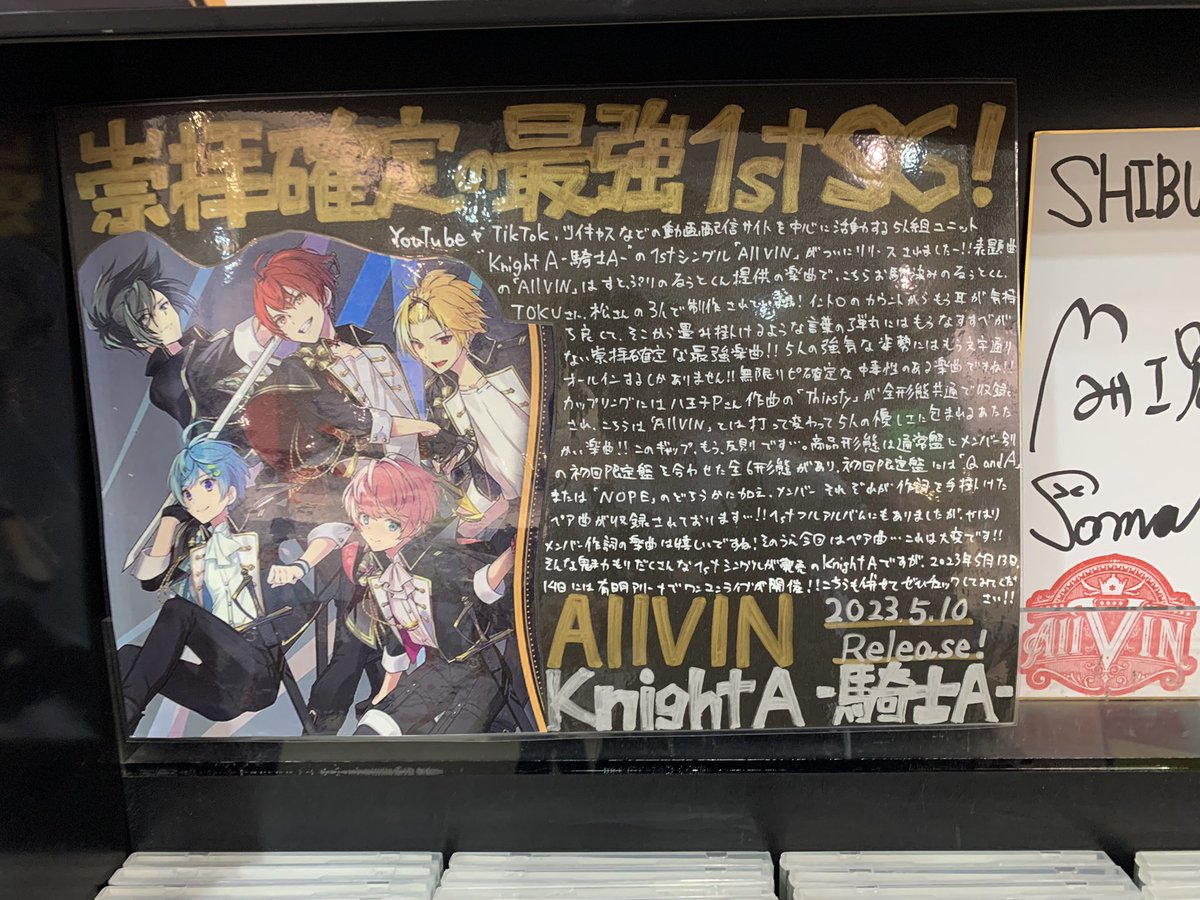 崇拝確定の最強1stSG!
YouTubeやTikTok、ツイキャスなどの動画配信サイトを中心に活動する5人組ユニット
"Knight A-騎士A-"の1stシングル「AllVIN」がついにリリースされました!!表題曲
の「AllVIN」はすとぷりのるぅとくん提供の楽曲で、こちらお馴染みのるぅとくん、
TOKUさん、松さんの3人で制作されています!イントロのカウントからもう耳が気持
ち良くて、そこから畳み掛けるような言葉の弾丸にはもうなすすべが
ない崇拝確定な最強楽曲!!5人の強気な姿勢にはもう文字通り
オールインするしかありません!!無限リピ確定な中毒性のある楽曲ですね!!
カップリングには八王子Pさん作曲の「Thirsty」が全形態共通で収録
され、こちらは「AllVIN」とは打って変わって5人の優しさに包まれるあたた
かい楽曲!!このギャップ、もう反則です…。商品形態は通常盤とメンバー別
の初回限定盤を合わせた全6形態があり、初回限定盤には「Q and A」
または「NOPE」のどちらかに加え、メンバーそれぞれが作詞を手掛けた
ペア曲が収録されております…!!1stフルアルバムにもありましたが、やはり
メンバー作詞の楽曲は嬉しいですね!そのうえ今回はペア曲…これは大変です!!
そんな魅力もりだくさんな1stシングルが発売のKnight Aですが、2023年5月13日、
14日には有明アリーナでワンマンライブが開催!!こちらも併せてぜひチェックしてみてくだ
さい!!
AllVIN
2023.5.10
Release!
Knight A -騎士A-
SHIBU
Soma
AllVIN